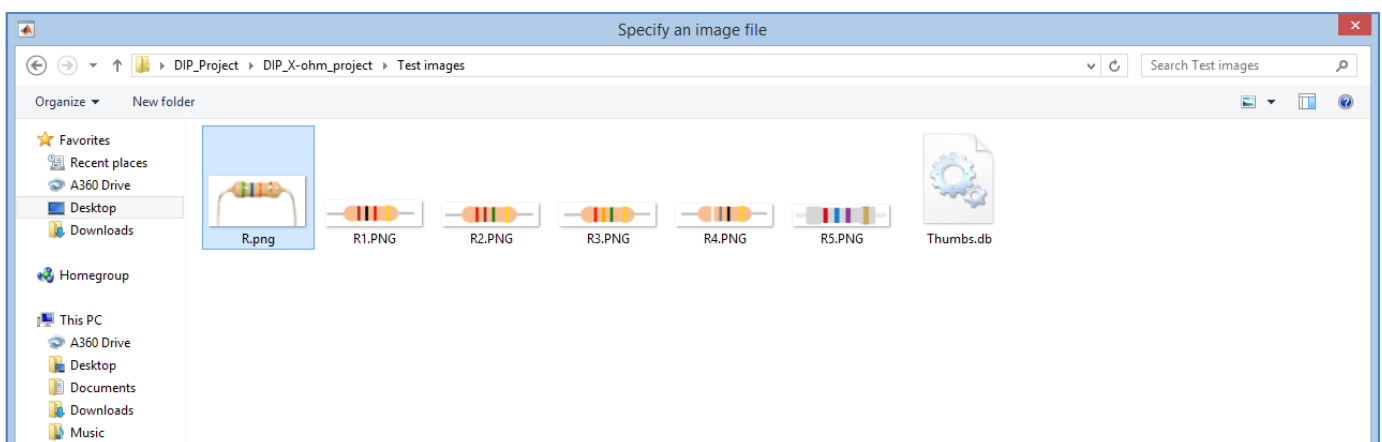 Specify an image file
DIP_Project DIP_X-ohm_project Test images
Search Test images
Organize New folder
Favorites
Recent places
A360 Drive
Desktop
Downloads
Homegroup
This PC
A360 Drive
Desktop
Documents
Downloads
Music
R.png R1.PNG R2.PNG R3.PNG R4.PNG R5.PNG Thumbs.db